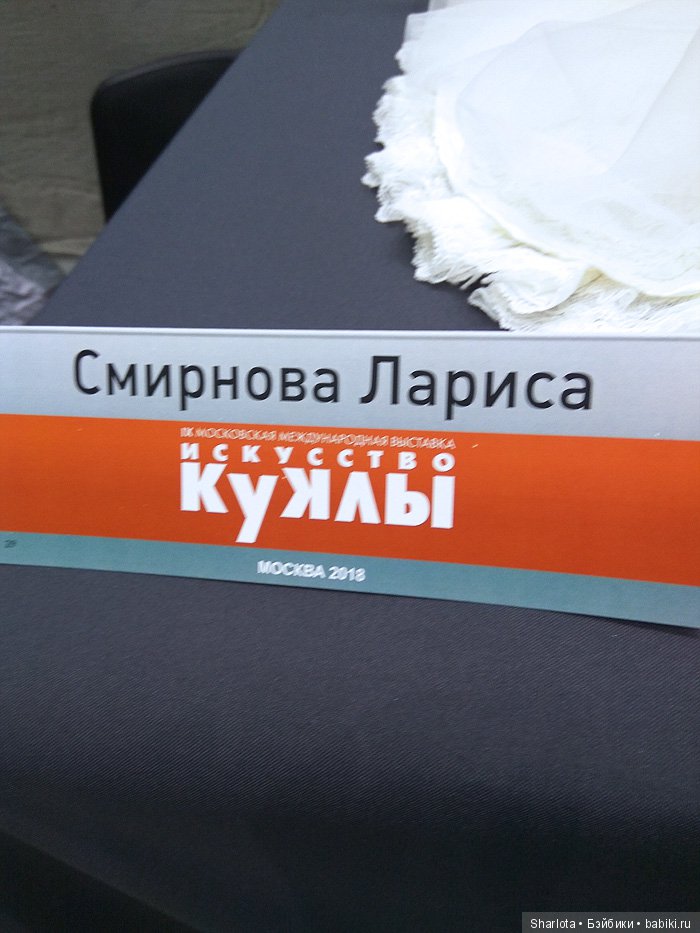 Смирнова Лариса
IX МОСКОВСКАЯ МЕЖДУНАРОДНАЯ ВЫСТАВКА
ИСКУССТВО
КУКЛЫ
МОСКВА 2018
Sharlota • Бэйбики • babiki.ru